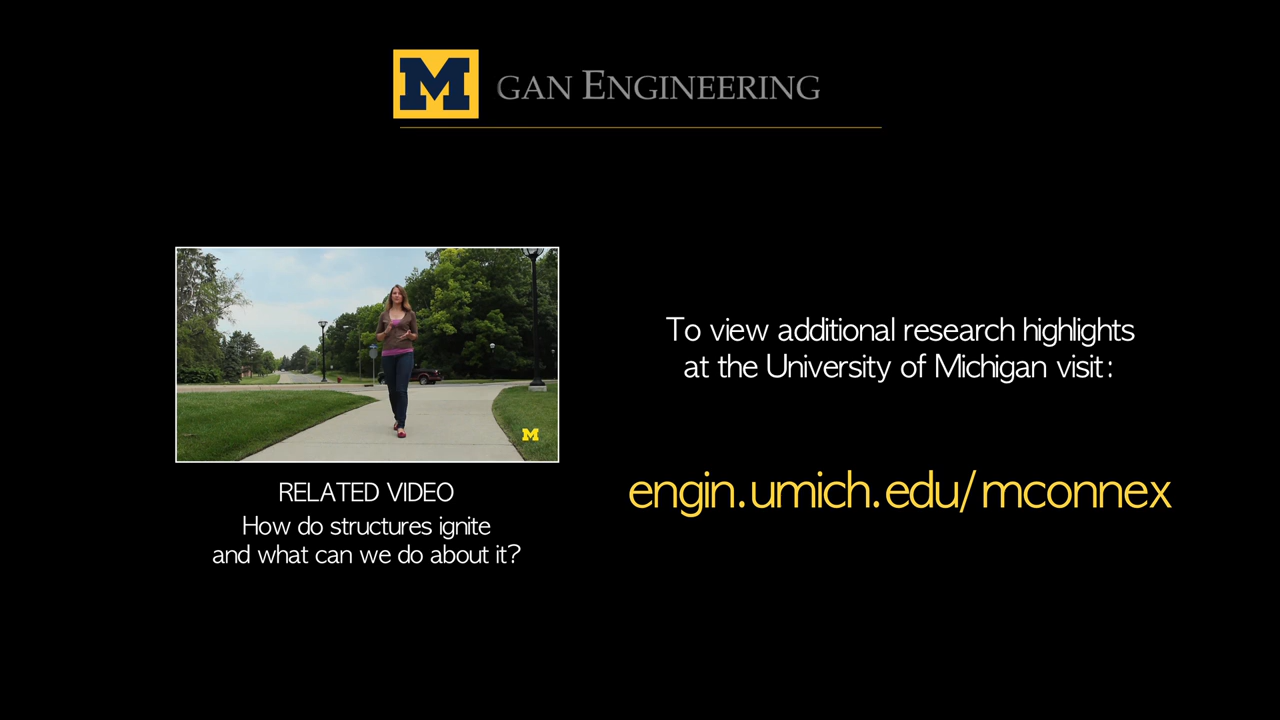 M GAN ENGINEERING
M
RELATED VIDEO
How do structures ignite
and what can we do about it?
To view additional research highlights
at the University of Michigan visit:
engin.umich.edu/mconnex